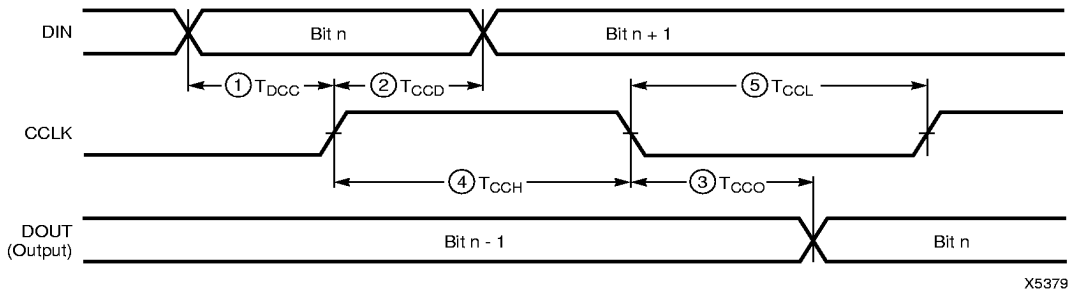 DIN
Bit n
Bit n + 1
1 TDCC
2 TCCD
5 TCCL
CCLK
4 TCCH
3 TCCO
DOUT
(Output)
Bit n - 1
Bit n
X5379